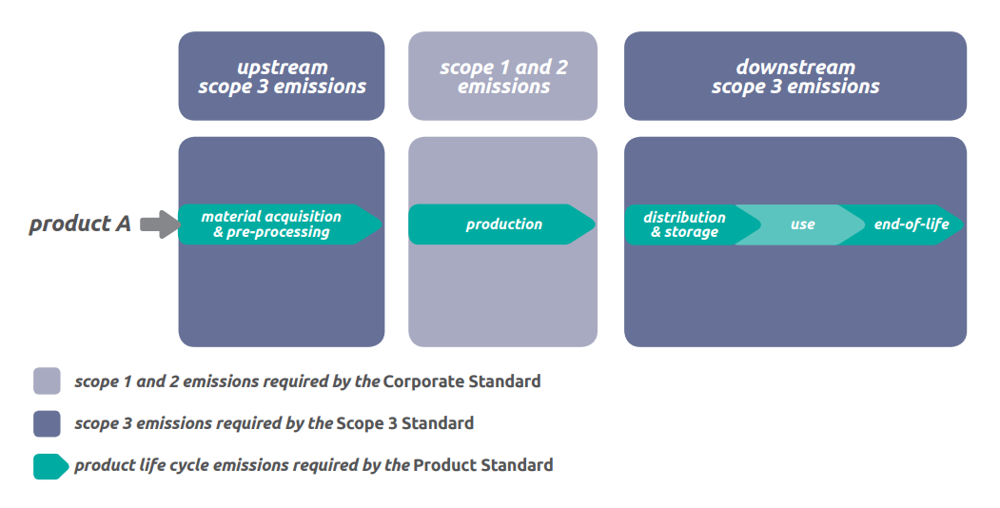 upstream
scope 3 emissions
scope 1 and 2
emissions
downstream
scope 3 emissions
product A
material acquisition
& pre-processing
production
distribution
& storage
use
end-of-life
scope 1 and 2 emissions required by the Corporate Standard
scope 3 emissions required by the Scope 3 Standard
product life cycle emissions required by the Product Standard